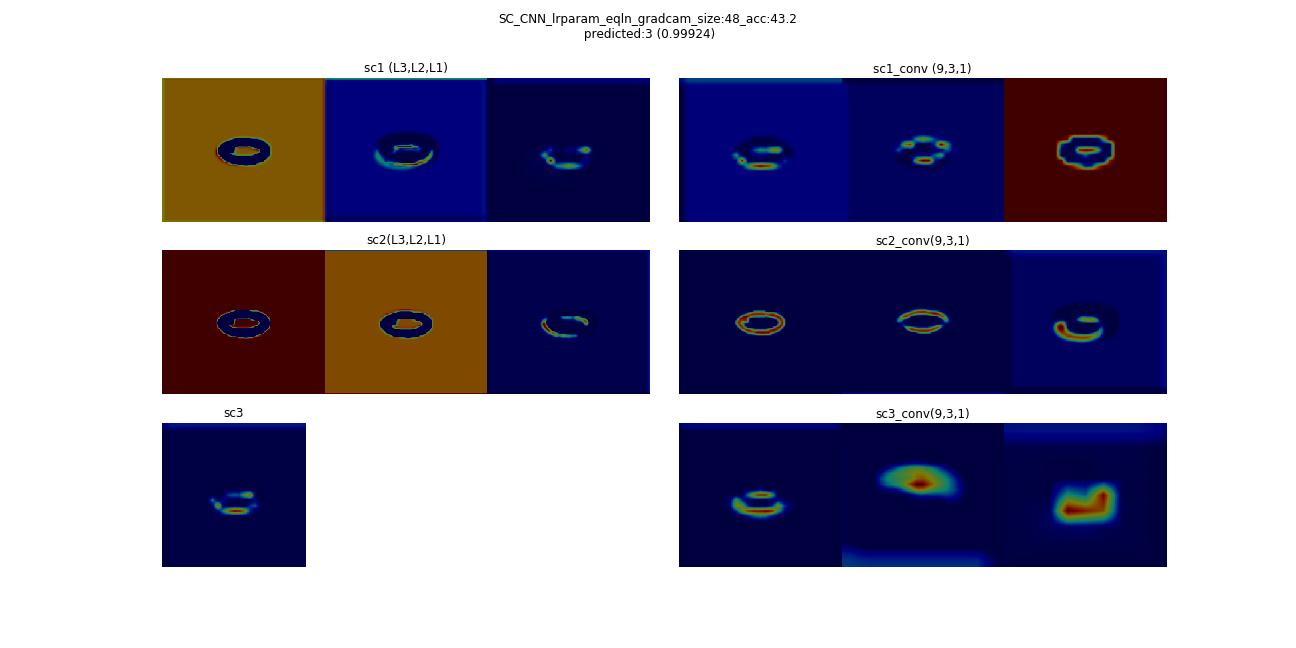 SC_CNN_lrparam_eqln_gradcam_size:48_acc:43.2
predicted:3 (0.99924)
sc1 (L3,L2,L1)
sc1_conv (9,3,1)
sc2(L3,L2,L1)
sc2_conv(9,3,1)
sc3
sc3_conv(9,3,1)